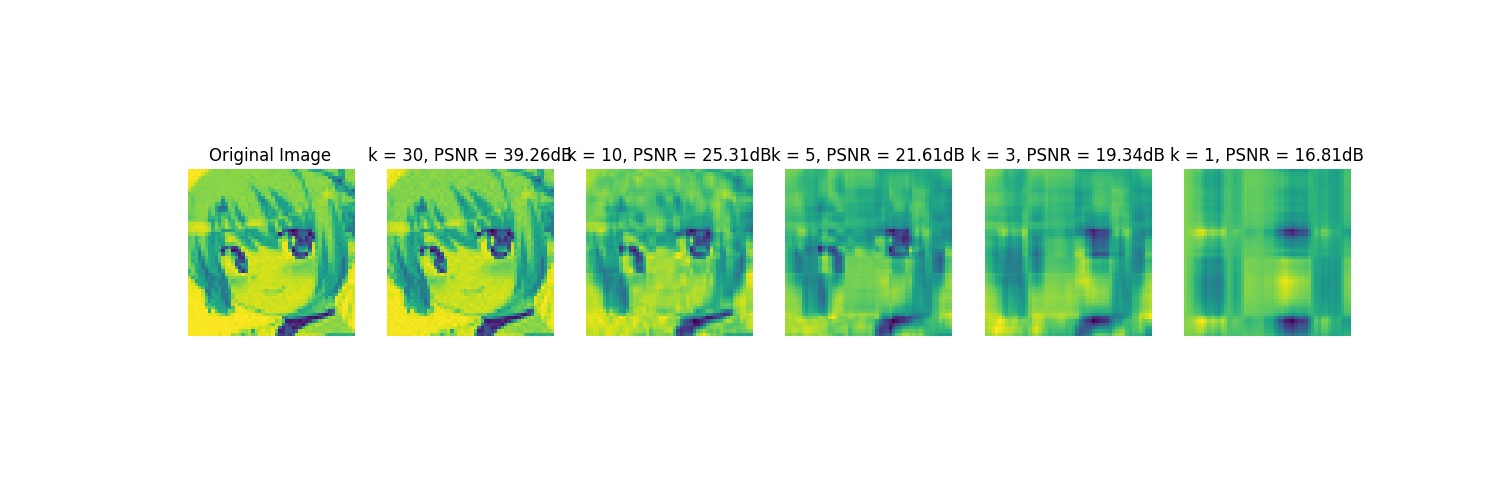 Original Image
k = 30, PSNR = 39.26dB
k = 10, PSNR = 25.31dB
k = 5, PSNR = 21.61dB
k = 3, PSNR = 19.34dB
k = 1, PSNR = 16.81dB